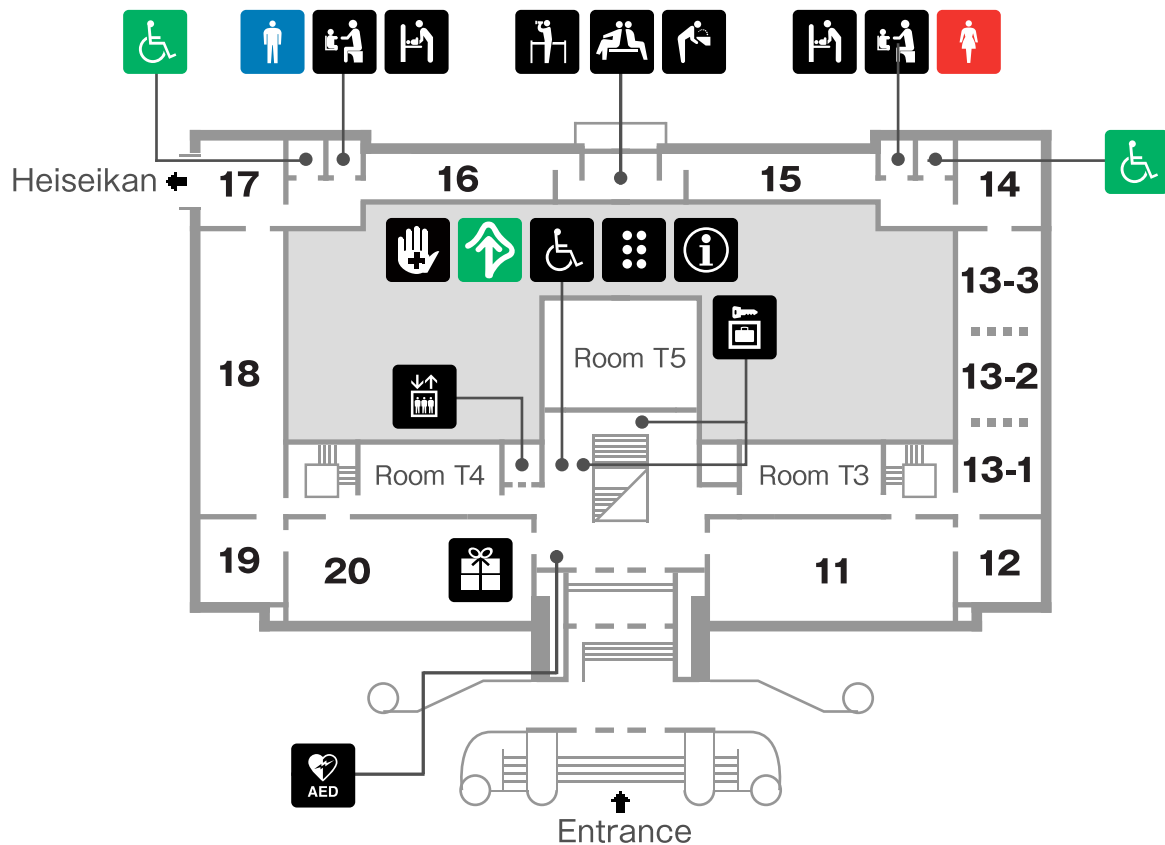 Heiseikan
17
16
15
14
13-3
Room T5
18
13-2
Room T4
Room T3
13-1
19
20
11
12
AED
Entrance